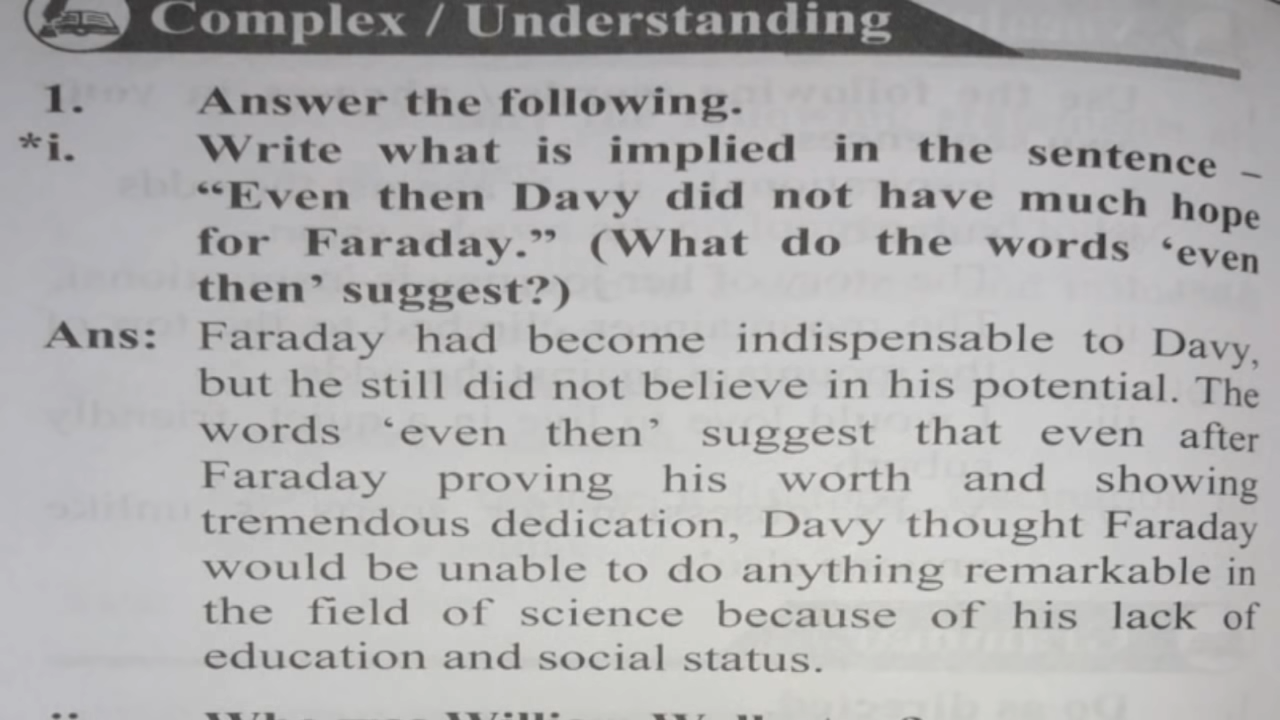 Complex / Understanding
1. Answer the following.
*i. Write what is implied in the sentence –
“Even then Davy did not have much hope
for Faraday.” (What do the words ‘even
then’ suggest?)
Ans: Faraday had become indispensable to Davy,
but he still did not believe in his potential. The
words ‘even then’ suggest that even after
Faraday proving his worth and showing
tremendous dedication, Davy thought Faraday
would be unable to do anything remarkable in
the field of science because of his lack of
education and social status.